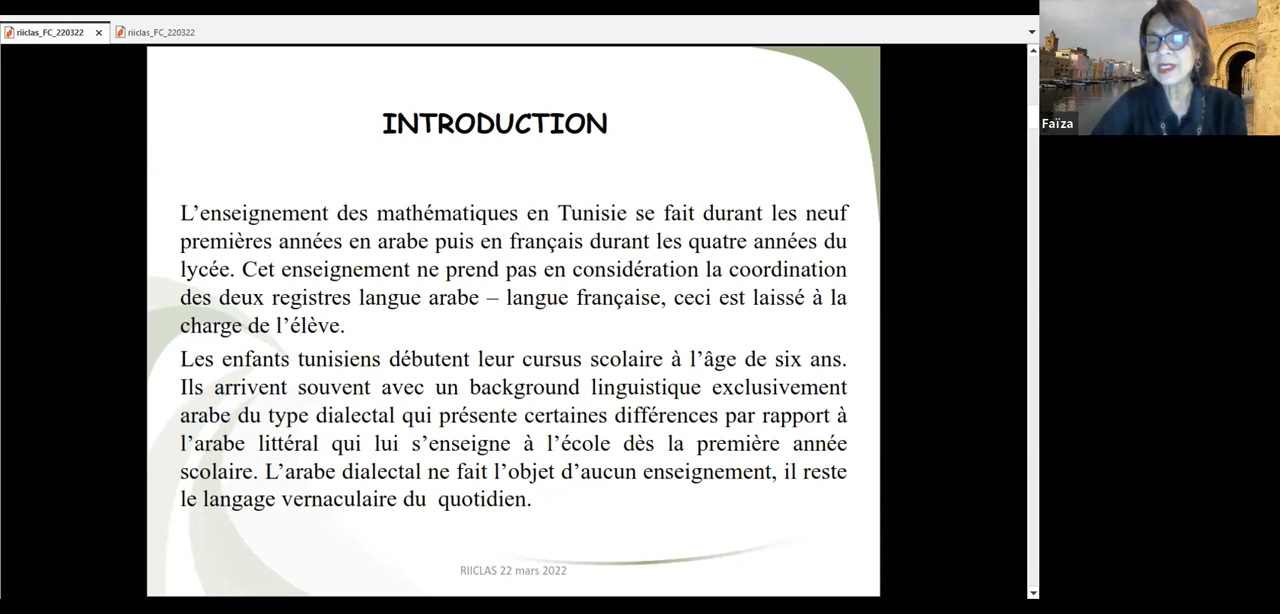 riiclas_FC_220322
riiclas_FC_220322
INTRODUCTION
L’enseignement des mathématiques en Tunisie se fait durant les neuf
premières années en arabe puis en français durant les quatre années du
lycée. Cet enseignement ne prend pas en considération la coordination
des deux registres langue arabe – langue française, ceci est laissé à la
charge de l’élève.
Les enfants tunisiens débutent leur cursus scolaire à l’âge de six ans.
Ils arrivent souvent avec un background linguistique exclusivement
arabe du type dialectal qui présente certaines différences par rapport à
l’arabe littéral qui lui s’enseigne à l’école dès la première année
scolaire. L’arabe dialectal ne fait l’objet d’aucun enseignement, il reste
le langage vernaculaire du quotidien.
RIICLAS 22 mars 2022
Faïza